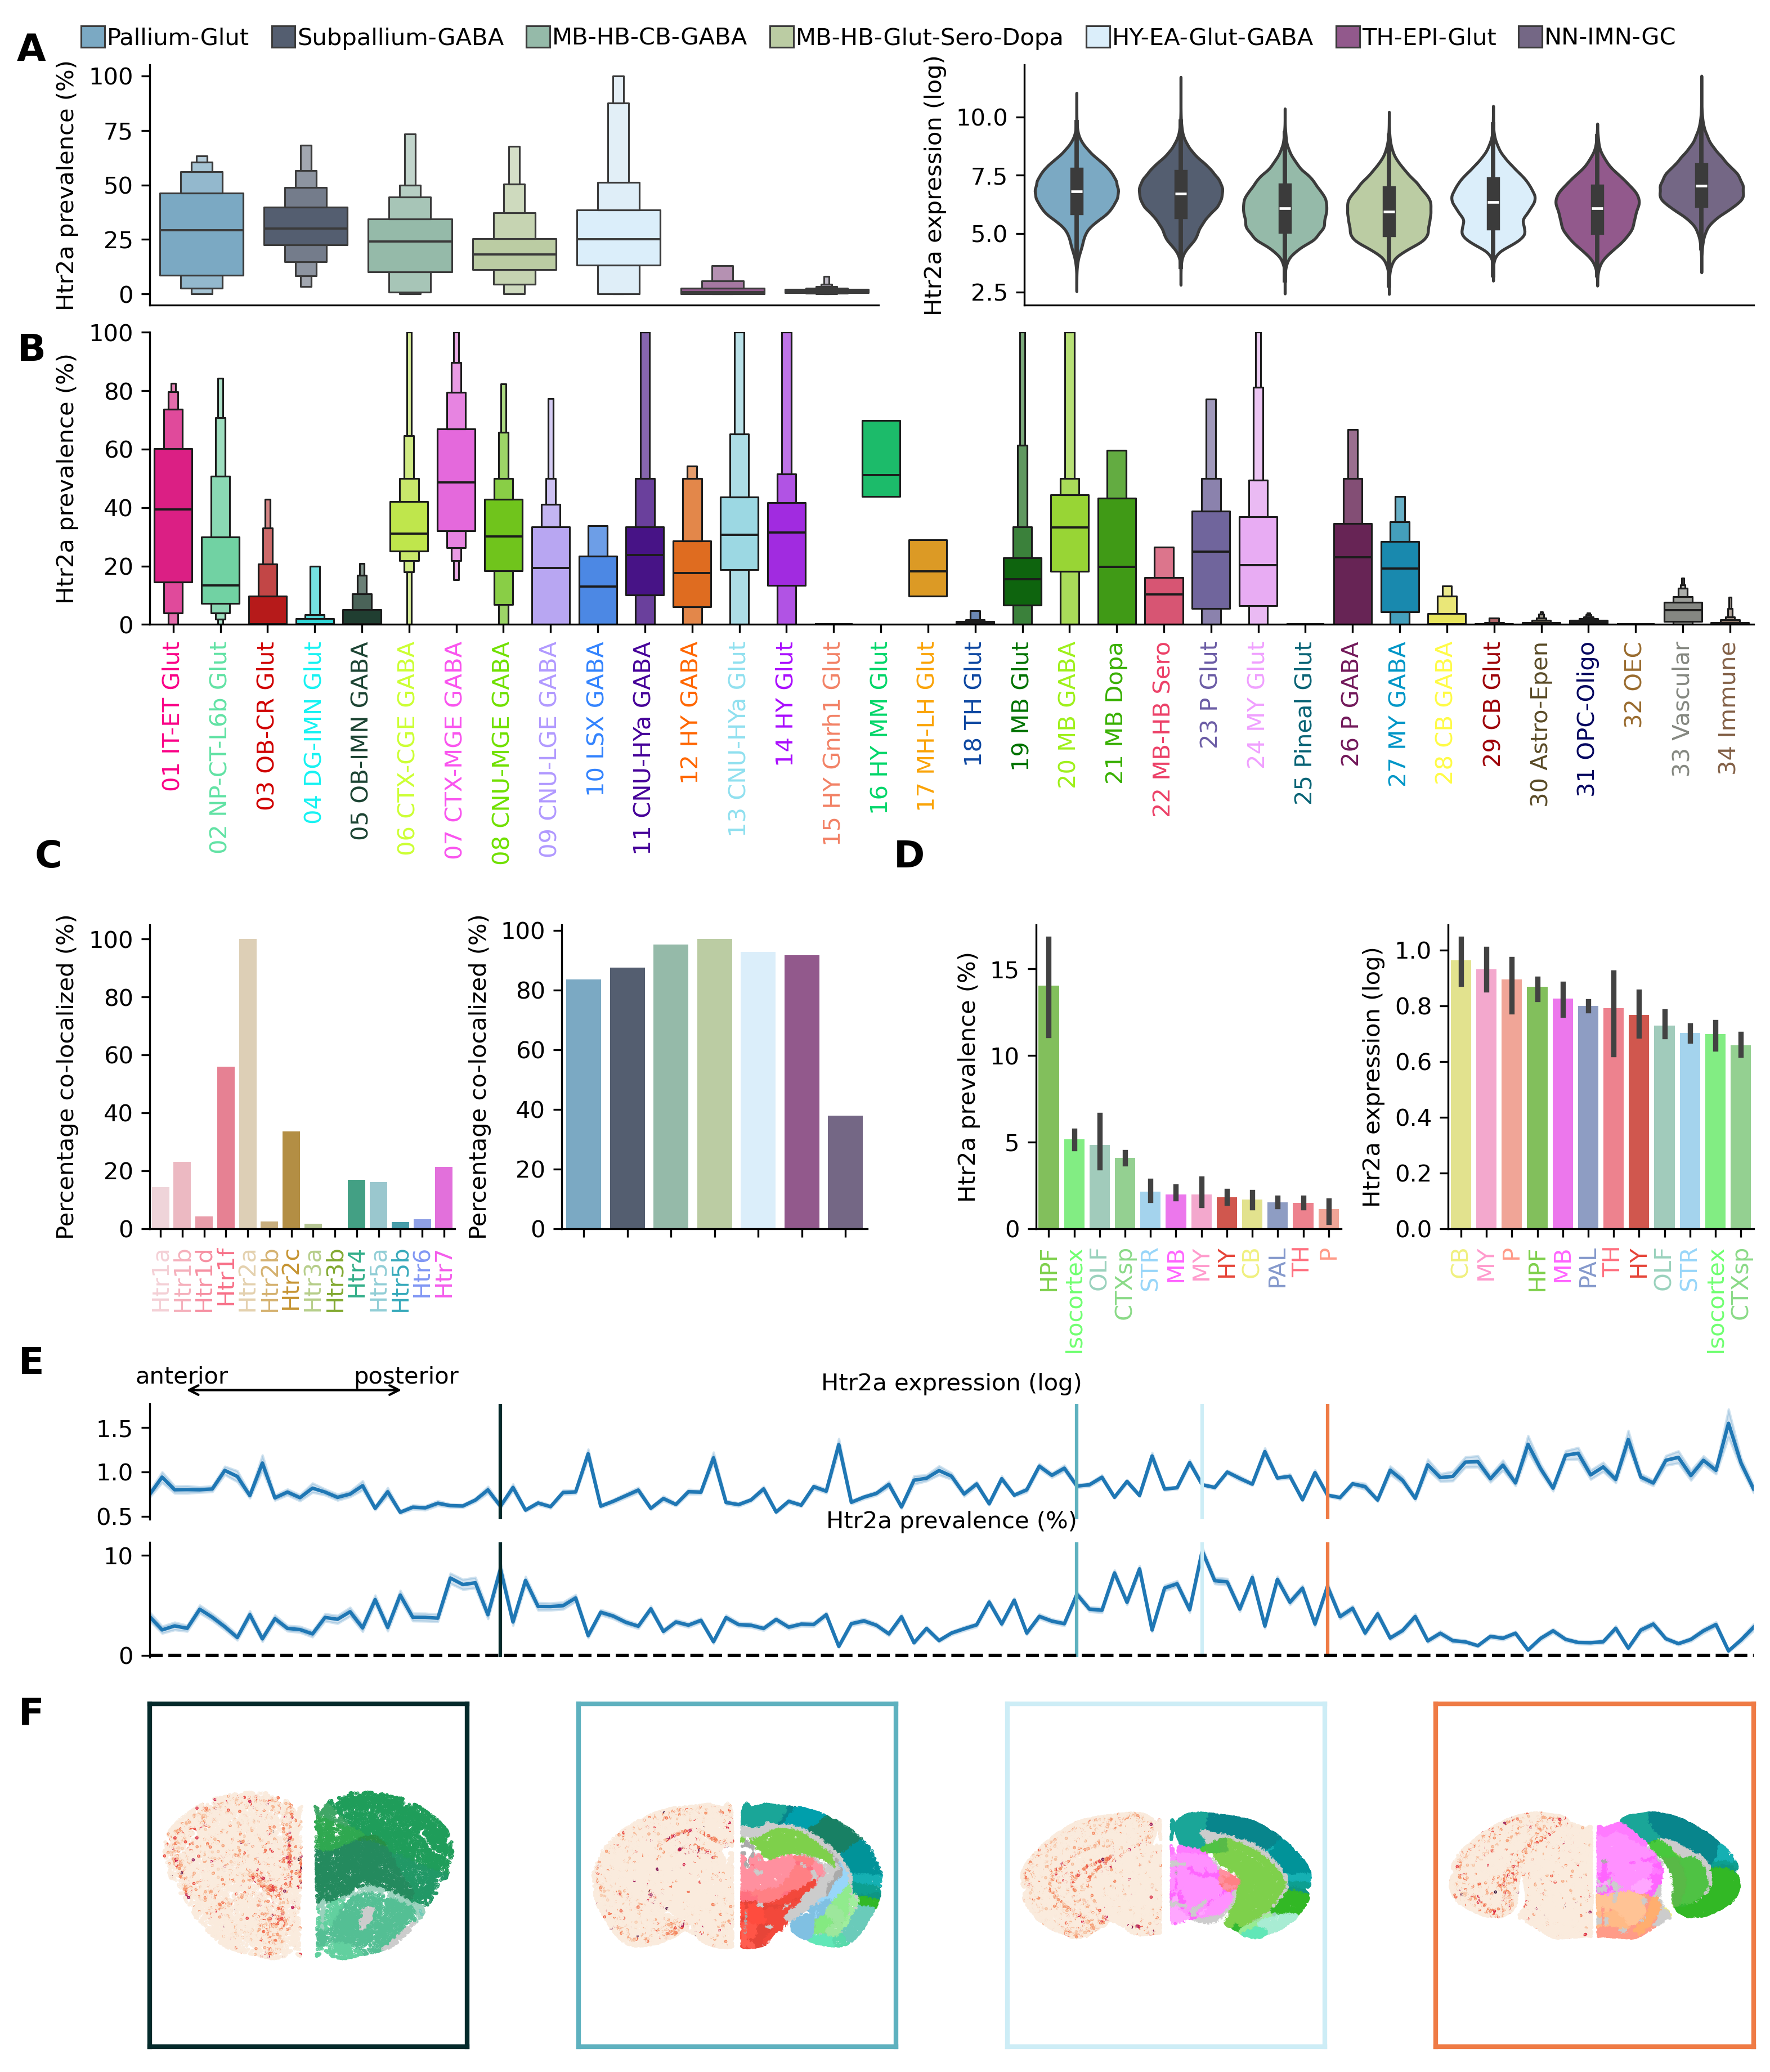 A
Pallium-Glut Subpallium-GABA MB-HB-CB-GABA MB-HB-Glut-Sero-Dopa HY-EA-Glut-GABA TH-EPI-Glut NN-IMN-GC
Htr2a prevalence (%)
100
75
50
25
0
Htr2a expression (log)
10.0
7.5
5.0
2.5
B
Htr2a prevalence (%)
100
80
60
40
20
0
01 IT-ET Glut
02 NP-CT-L6b Glut
03 OB-CR Glut
04 DG-IMN Glut
05 OB-IMN GABA
06 CTX-CGE GABA
07 CTX-MGE GABA
08 CNU-MGE GABA
09 CNU-LGE GABA
10 LSX GABA
11 CNU-HYa GABA
12 HY GABA
13 CNU-HYa Glut
14 HY Glut
15 HY Gnrh1 Glut
16 HY MM Glut
17 MH-LH Glut
18 TH Glut
19 MB Glut
20 MB GABA
21 MB Dopa
22 MB-HB Sero
23 P Glut
24 MY Glut
25 Pineal Glut
26 P GABA
27 MY GABA
28 CB GABA
29 CB Glut
30 Astro-Epen
31 OPC-Oligo
32 OEC
33 Vascular
34 Immune
C
Percentage co-localized (%)
100
80
60
40
20
0
Htr1a
Htr1b
Htr1d
Htr1f
Htr2a
Htr2b
Htr2c
Htr3a
Htr3b
Htr4
Htr5a
Htr5b
Htr6
Htr7
Percentage co-localized (%)
100
80
60
40
20
0
D
Htr2a prevalence (%)
15
10
5
0
HPF
Isocortex
OLF
CTXsp
STR
MB
MY
HY
CB
PAL
TH
P
Htr2a expression (log)
1.0
0.8
0.6
0.4
0.2
0.0
CB
MY
P
HPF
MB
PAL
TH
HY
OLF
STR
Isocortex
CTXsp
E
anterior posterior
Htr2a expression (log)
1.5
1.0
0.5
Htr2a prevalence (%)
10
0
F